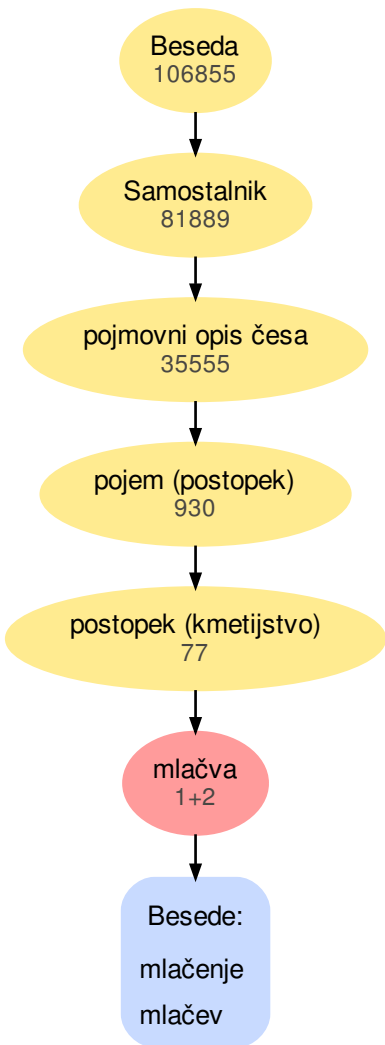 Beseda
106855
Samostalnik
81889
pojmovni opis česa
35555
pojem (postopek)
930
postopek (kmetijstvo)
77
mlačva
1+2
Besede:
mlačenje
mlačev